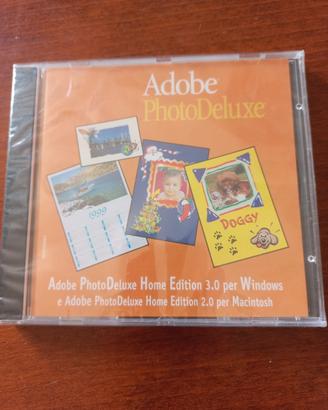 Adobe
PhotoDeluxe
1999
DOGGY
Adobe PhotoDeluxe Home Edition 3.0 per Windows
e Adobe PhotoDeluxe Home Edition 2.0 per Macintosh